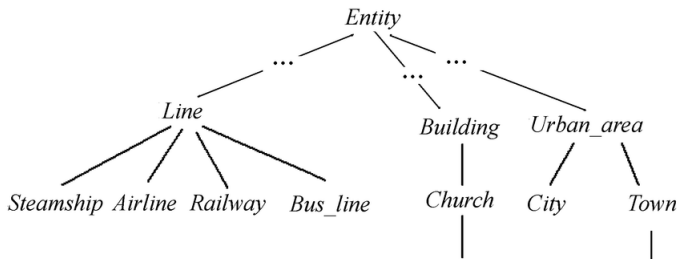 Entity
... ... ...
Line Building Urban_area
Steamship Airline Railway Bus_line Church City Town